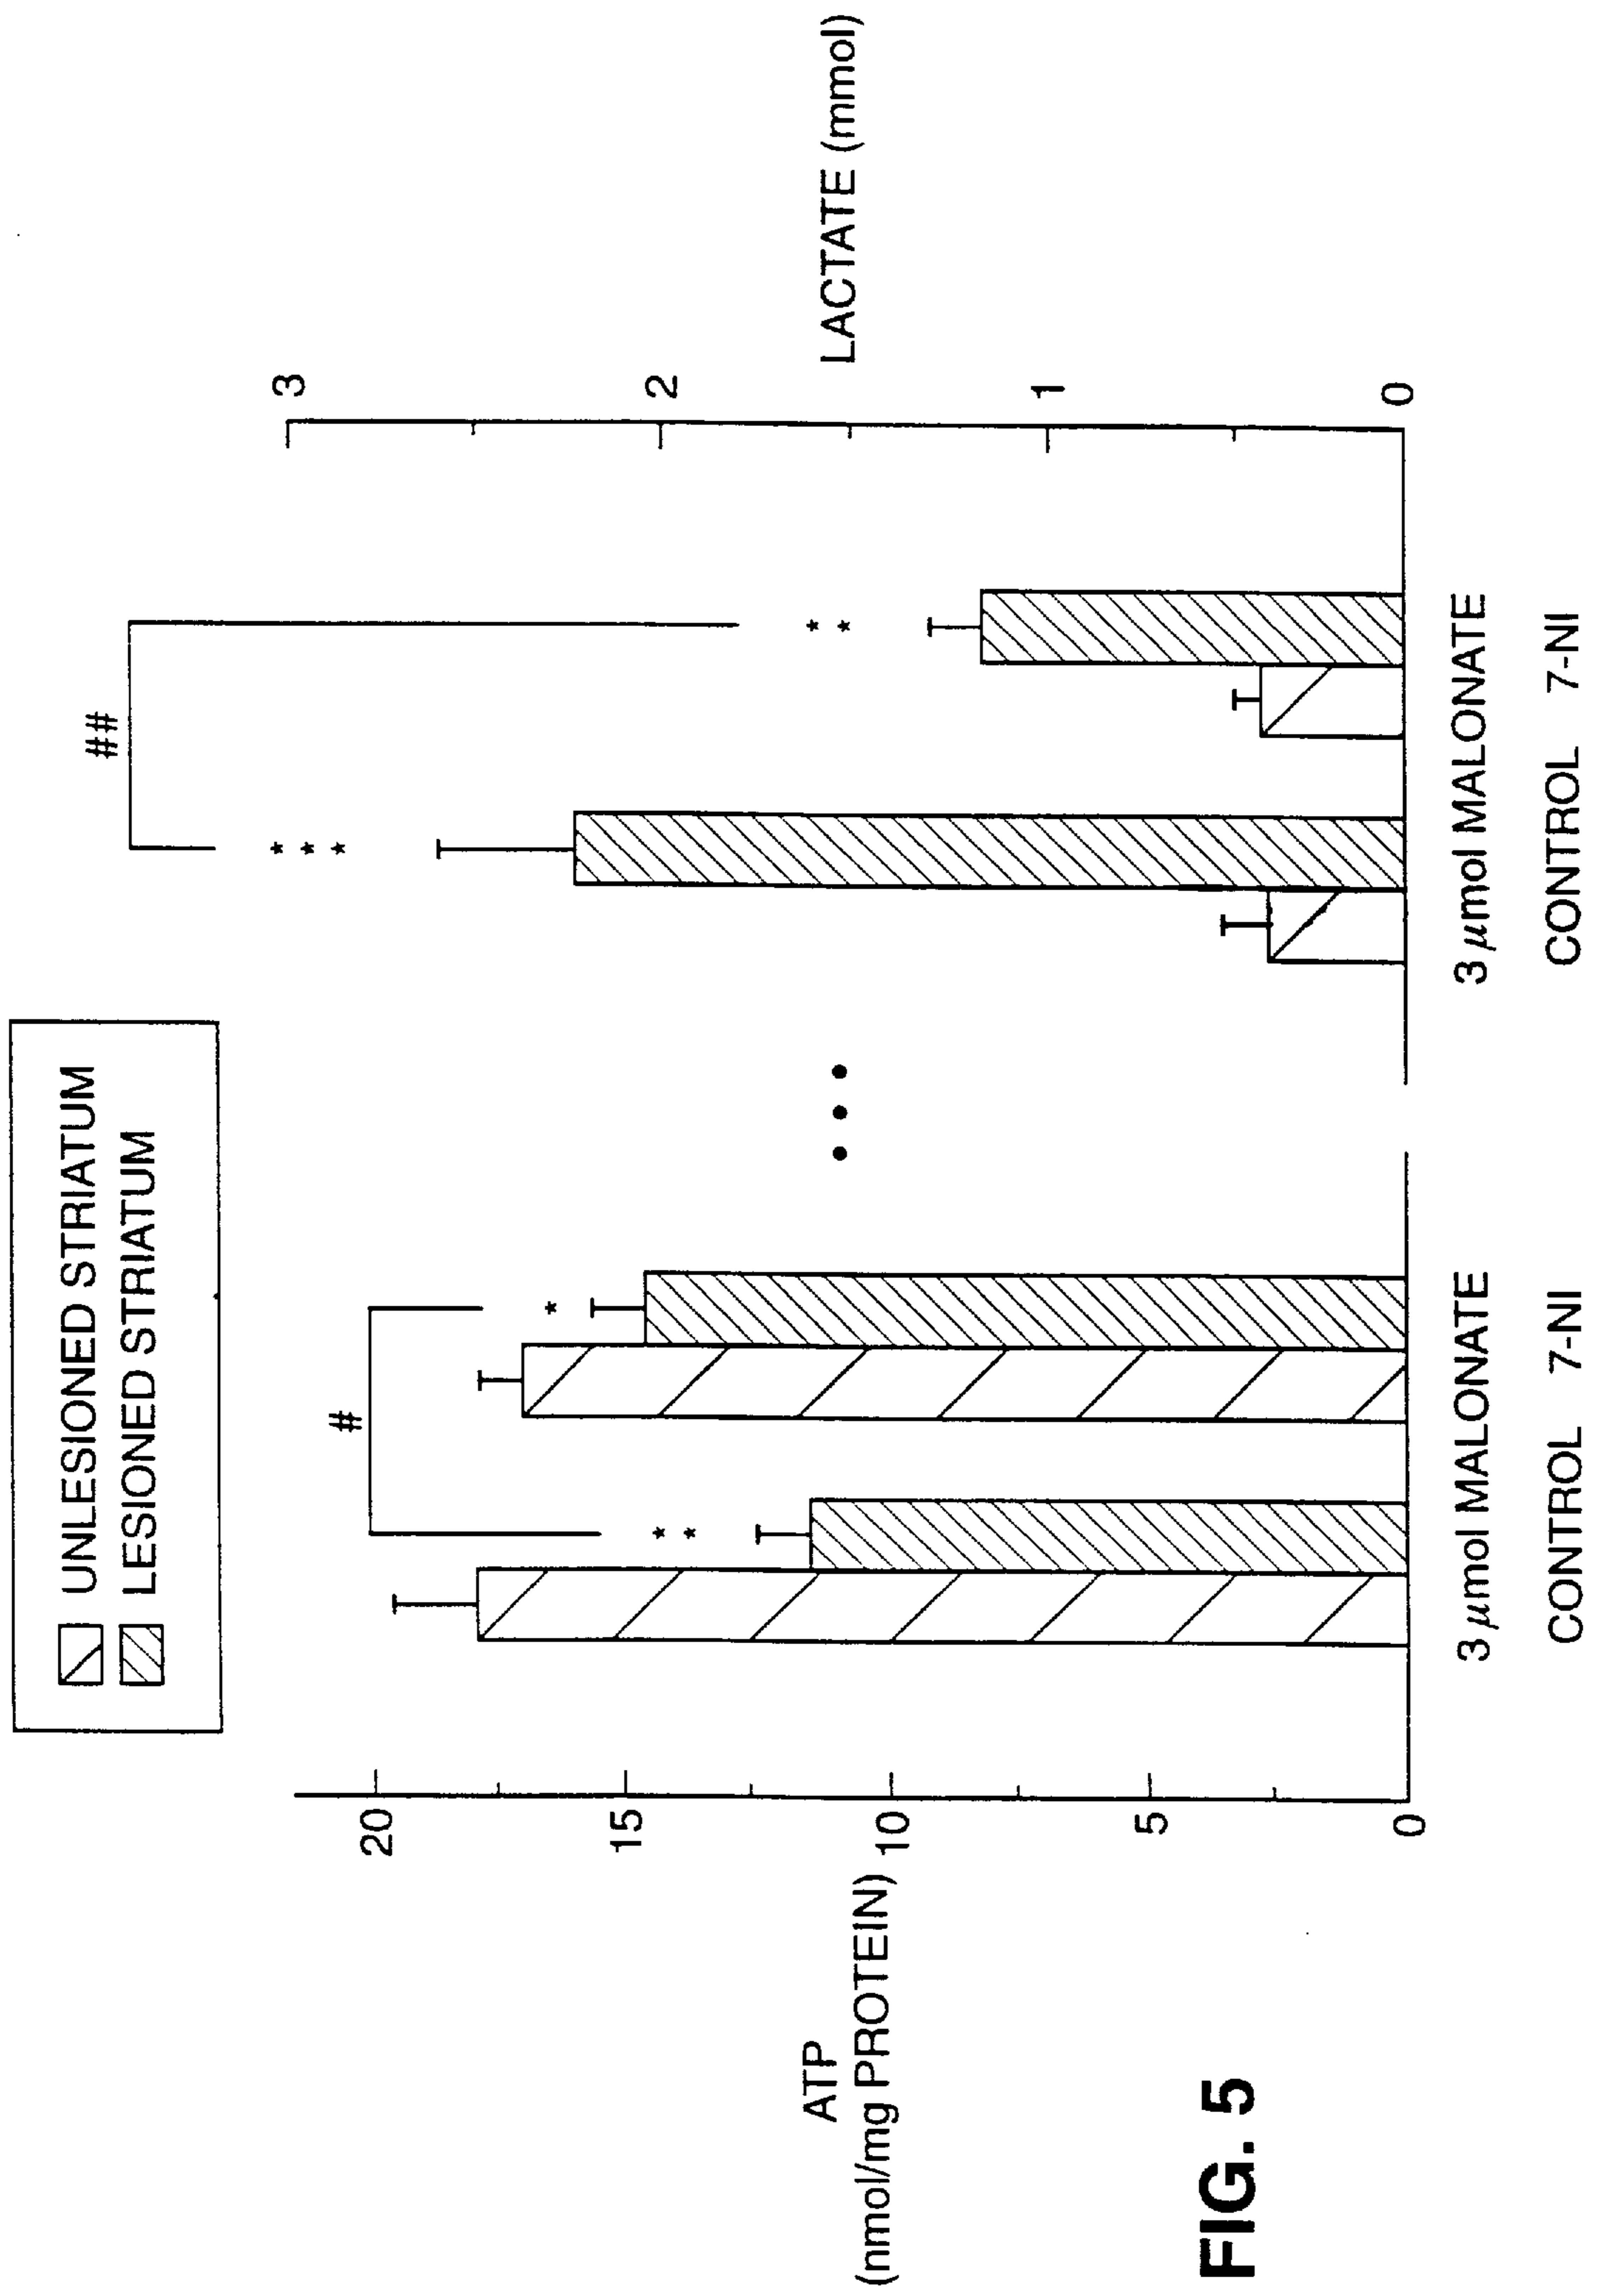 UNLESIONED STRIATUM
LESIONED STRIATUM
ATP
(nmol/mg PROTEIN)
20
15
10
5
0
#
* *
*
##
* * *
* *
3
2
1
0
LACTATE (mmol)
3 μmol MALONATE
3 μmol MALONATE
CONTROL 7-NI
CONTROL 7-NI
FIG. 5